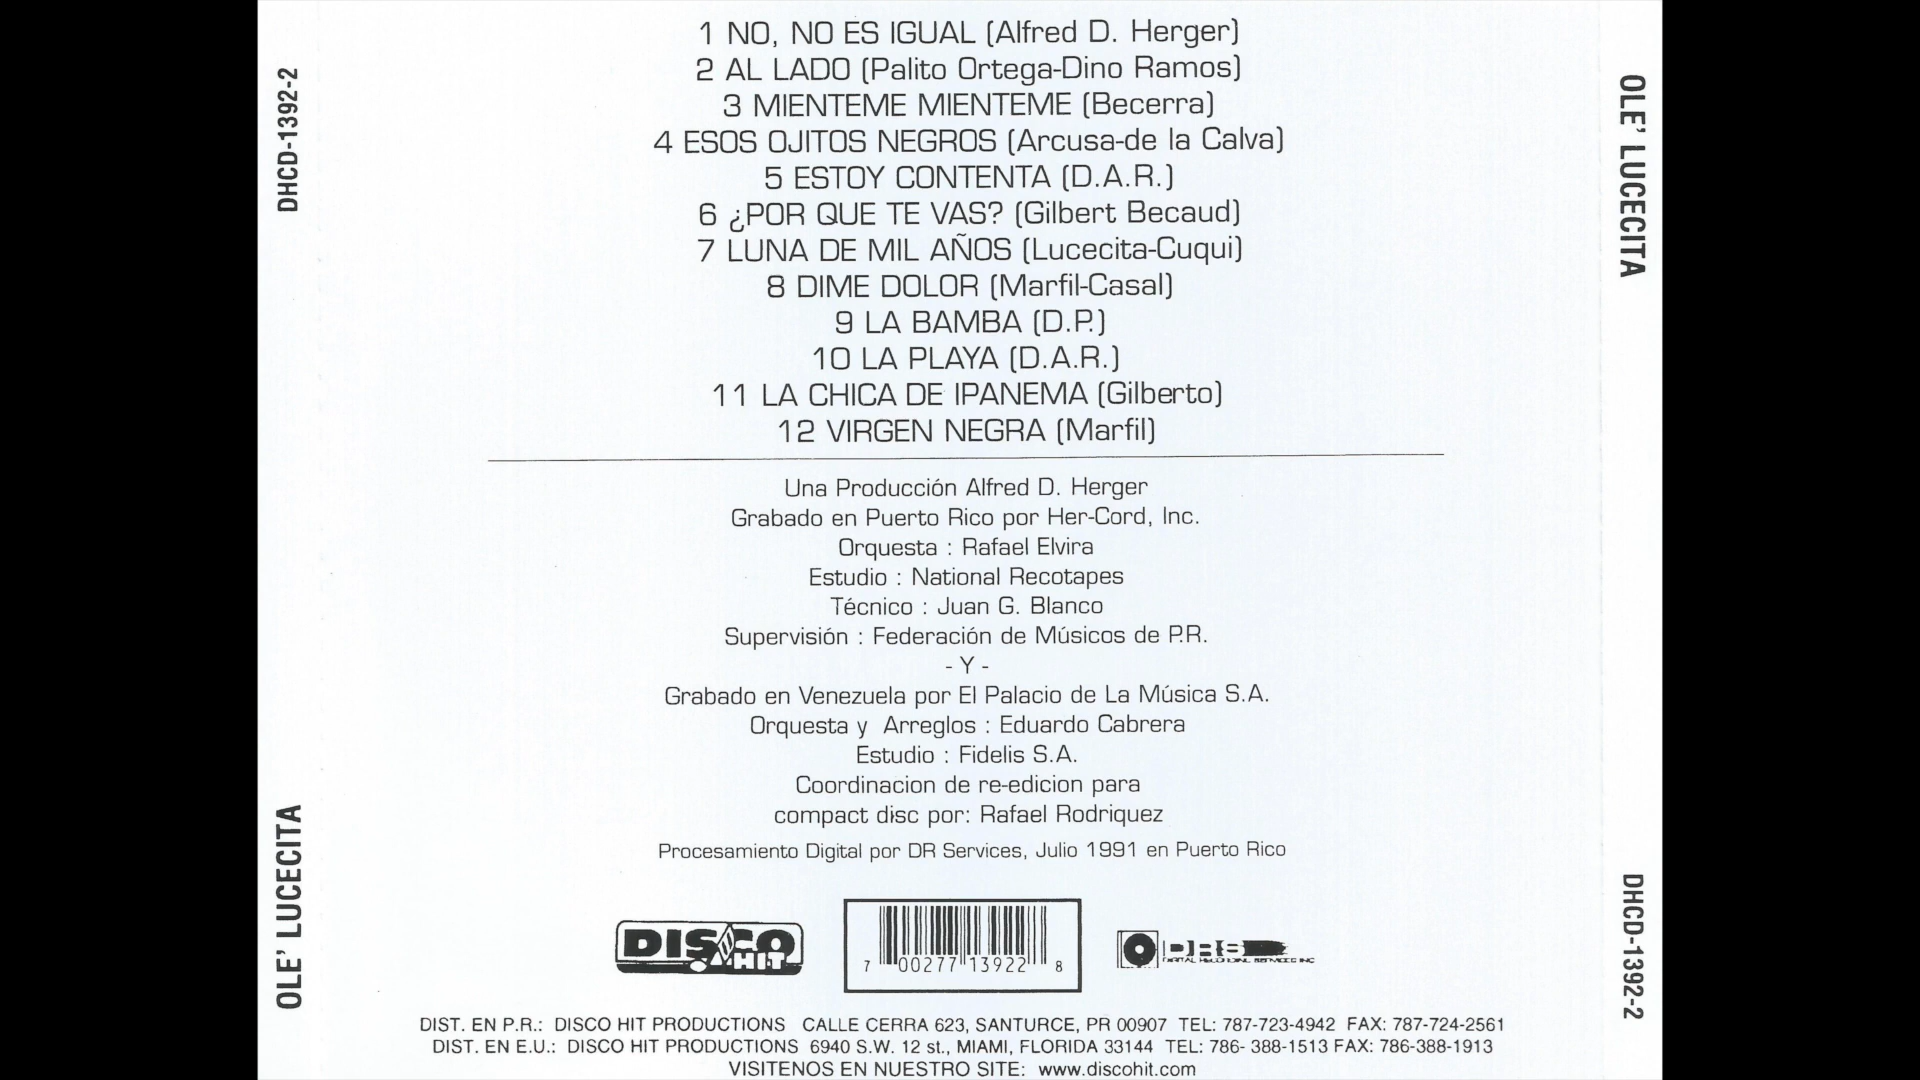 1 NO, NO ES IGUAL (Alfred D. Herger)
2 AL LADO (Palito Ortega-Dino Ramos)
3 MIENTEME MIENTEME (Becerra)
4 ESOS OJITOS NEGROS (Arcusa-de la Calva)
5 ESTOY CONTENTA (D.A.R.)
6 ¿POR QUE TE VAS? (Gilbert Becaud)
7 LUNA DE MIL AÑOS (Lucecita-Cuqui)
8 DIME DOLOR (Marfil-Casal)
9 LA BAMBA (D.P.)
10 LA PLAYA (D.A.R.)
11 LA CHICA DE IPANEMA (Gilberto)
12 VIRGEN NEGRA (Marfil)
Una Producción Alfred D. Herger
Grabado en Puerto Rico por Her-Cord, Inc.
Orquesta : Rafael Elvira
Estudio : National Recotapes
Técnico : Juan G. Blanco
Supervisión : Federación de Músicos de P.R.
- Y -
Grabado en Venezuela por El Palacio de La Música S.A.
Orquesta y Arreglos : Eduardo Cabrera
Estudio : Fidelis S.A.
Coordinacion de re-edicion para
compact disc por: Rafael Rodriquez
Procesamiento Digital por DR Services, Julio 1991 en Puerto Rico
DISCO HIT
7 00277 13922 8
DRS
DIGITAL RECORDING SERVICES INC
DIST. EN P.R.: DISCO HIT PRODUCTIONS CALLE CERRA 623, SANTURCE, PR 00907 TEL: 787-723-4942 FAX: 787-724-2561
DIST. EN E.U.: DISCO HIT PRODUCTIONS 6940 S.W. 12 st., MIAMI, FLORIDA 33144 TEL: 786- 388-1513 FAX: 786-388-1913
VISITENOS EN NUESTRO SITE: www.discohit.com
DHCD-1392-2
OLE' LUCECITA
OLE' LUCECITA
DHCD-1392-2